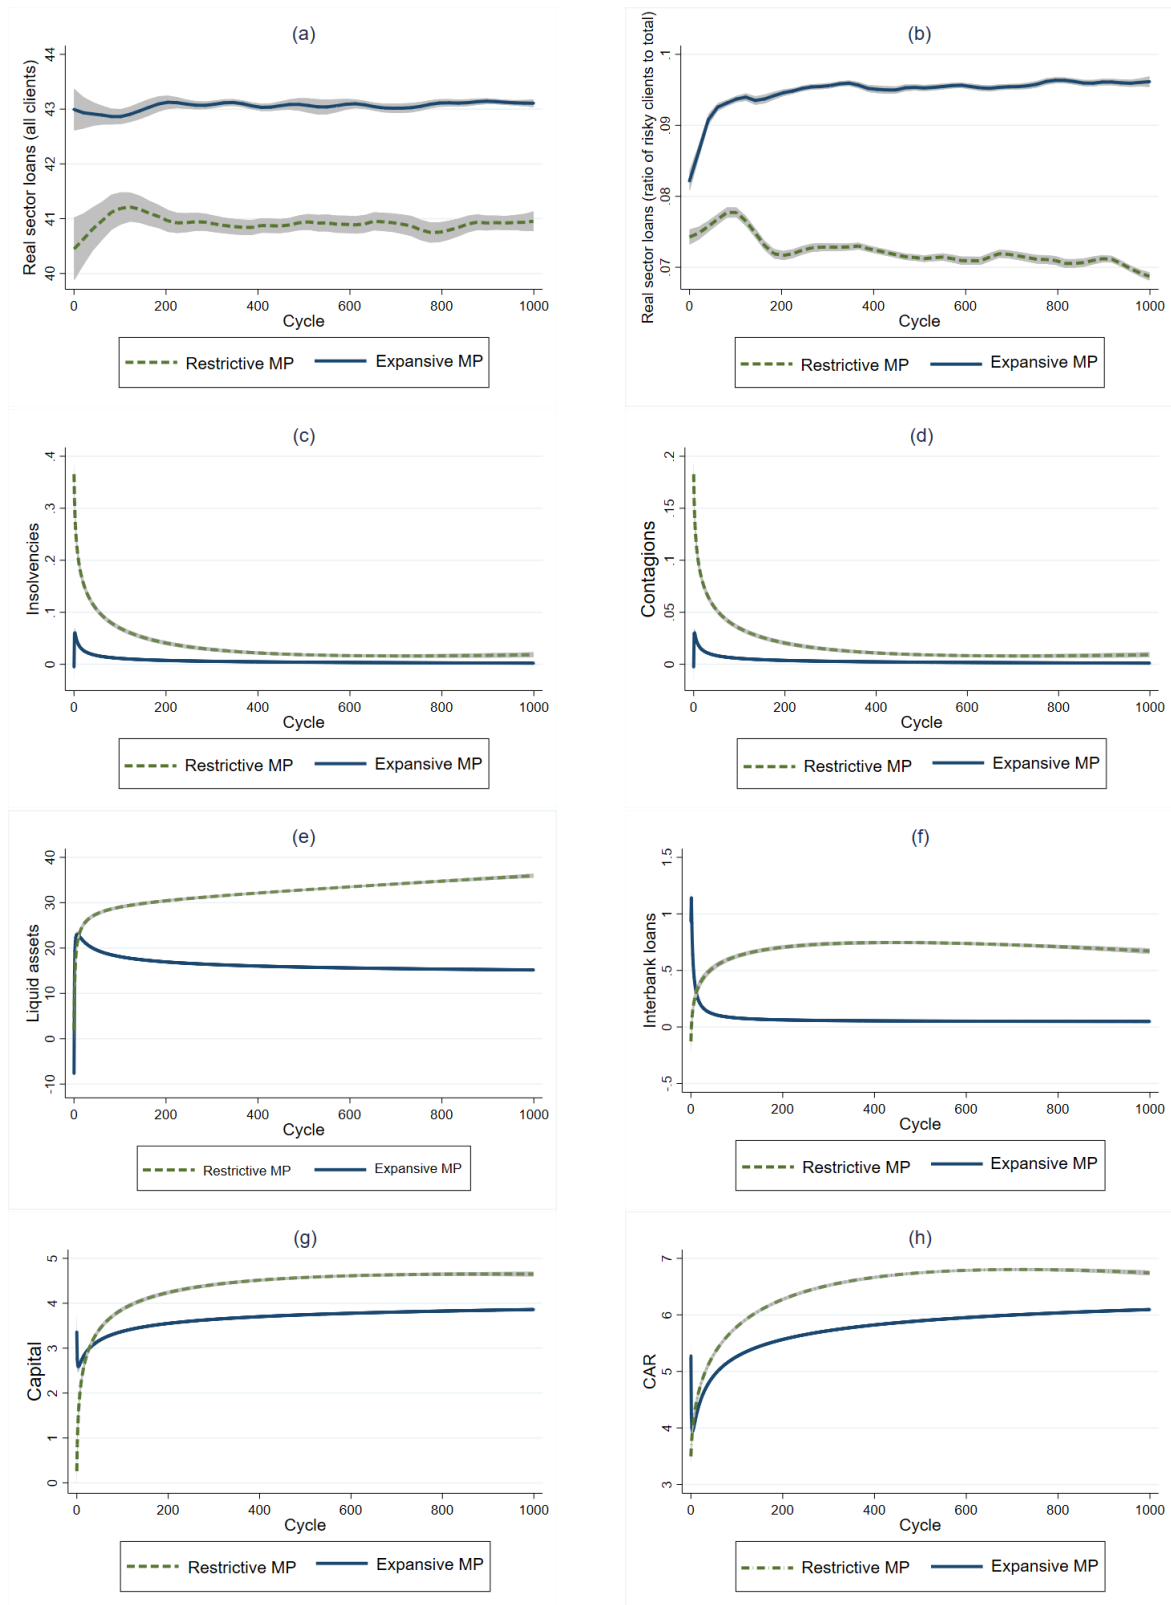 (a)
Real sector loans (all clients)
44
43
42
41
40
0 200 400 600 800 1000
Cycle
Restrictive MP Expansive MP
(b)
Real sector loans (ratio of risky clients to total)
.1
.09
.08
.07
0 200 400 600 800 1000
Cycle
Restrictive MP Expansive MP
(c)
Insolvencies
.4
.3
.2
.1
0
0 200 400 600 800 1000
Cycle
Restrictive MP Expansive MP
(d)
Contagions
.2
.15
.1
.05
0
0 200 400 600 800 1000
Cycle
Restrictive MP Expansive MP
(e)
Liquid assets
40
30
20
10
0
-10
0 200 400 600 800 1000
Cycle
Restrictive MP Expansive MP
(f)
Interbank loans
1.5
1
.5
0
-.5
0 200 400 600 800 1000
Cycle
Restrictive MP Expansive MP
(g)
Capital
5
4
3
2
1
0
0 200 400 600 800 1000
Cycle
Restrictive MP Expansive MP
(h)
CAR
7
6
5
4
3
0 200 400 600 800 1000
Cycle
Restrictive MP Expansive MP